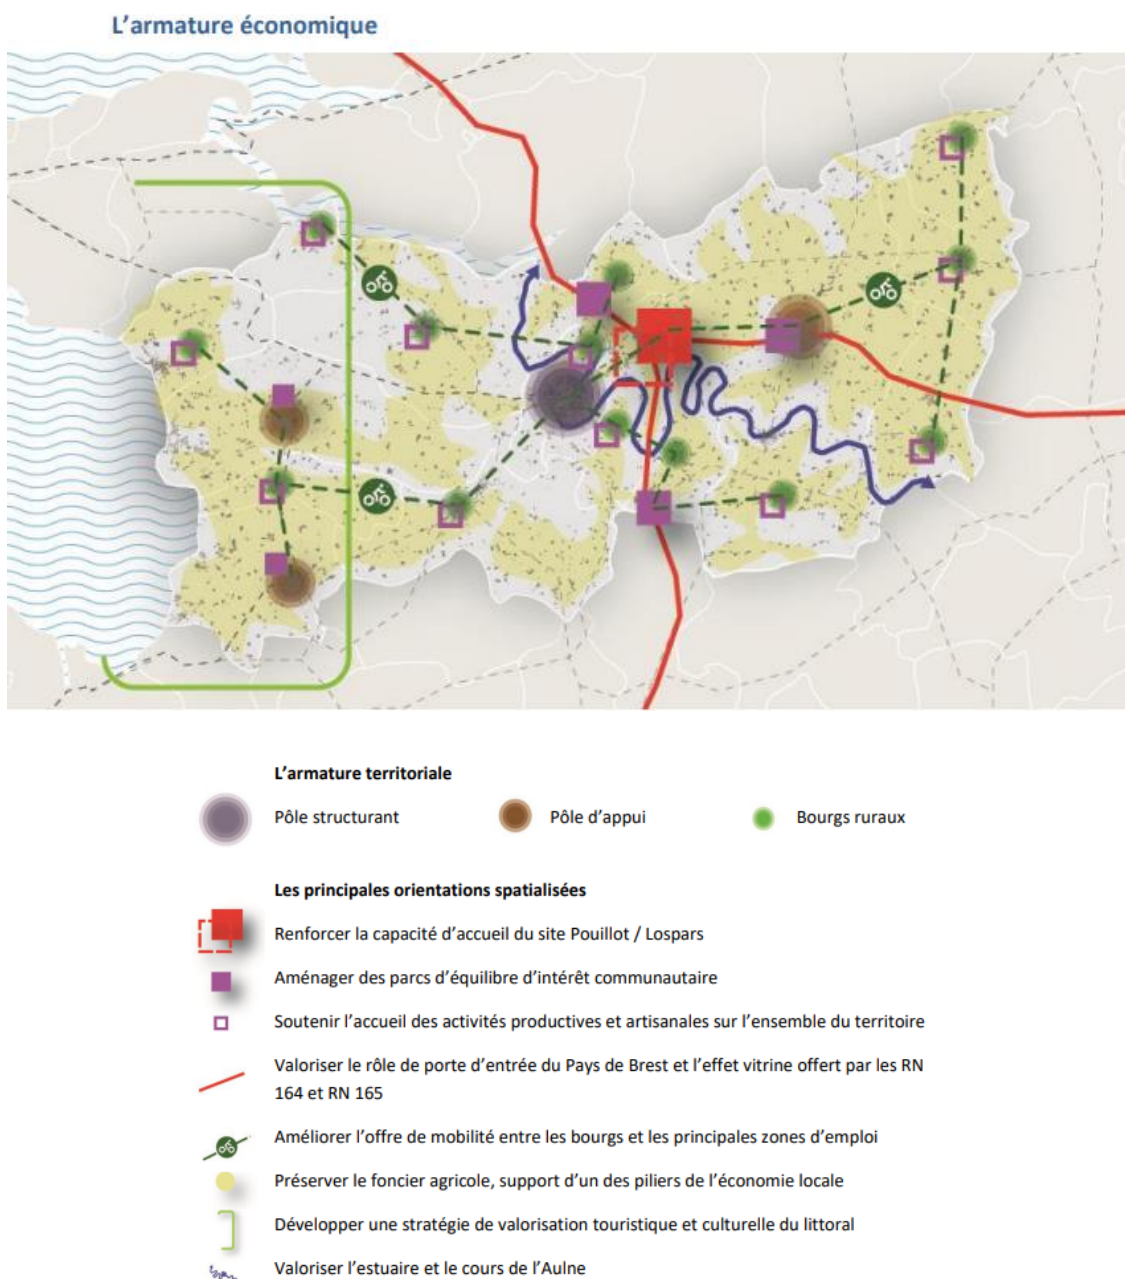 L’armature économique
L’armature territoriale
Pôle structurant
Pôle d’appui
Bourgs ruraux
Les principales orientations spatialisées
Renforcer la capacité d’accueil du site Pouillot / Lospars
Aménager des parcs d’équilibre d’intérêt communautaire
Soutenir l’accueil des activités productives et artisanales sur l’ensemble du territoire
Valoriser le rôle de porte d’entrée du Pays de Brest et l’effet vitrine offert par les RN
164 et RN 165
Améliorer l’offre de mobilité entre les bourgs et les principales zones d’emploi
Préserver le foncier agricole, support d’un des piliers de l’économie locale
Développer une stratégie de valorisation touristique et culturelle du littoral
Valoriser l’estuaire et le cours de l’Aulne